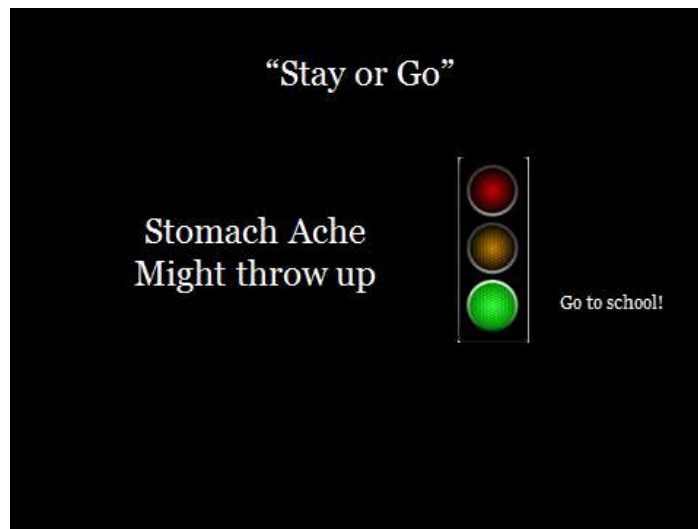 “Stay or Go”
Stomach Ache
Might throw up
Go to school!